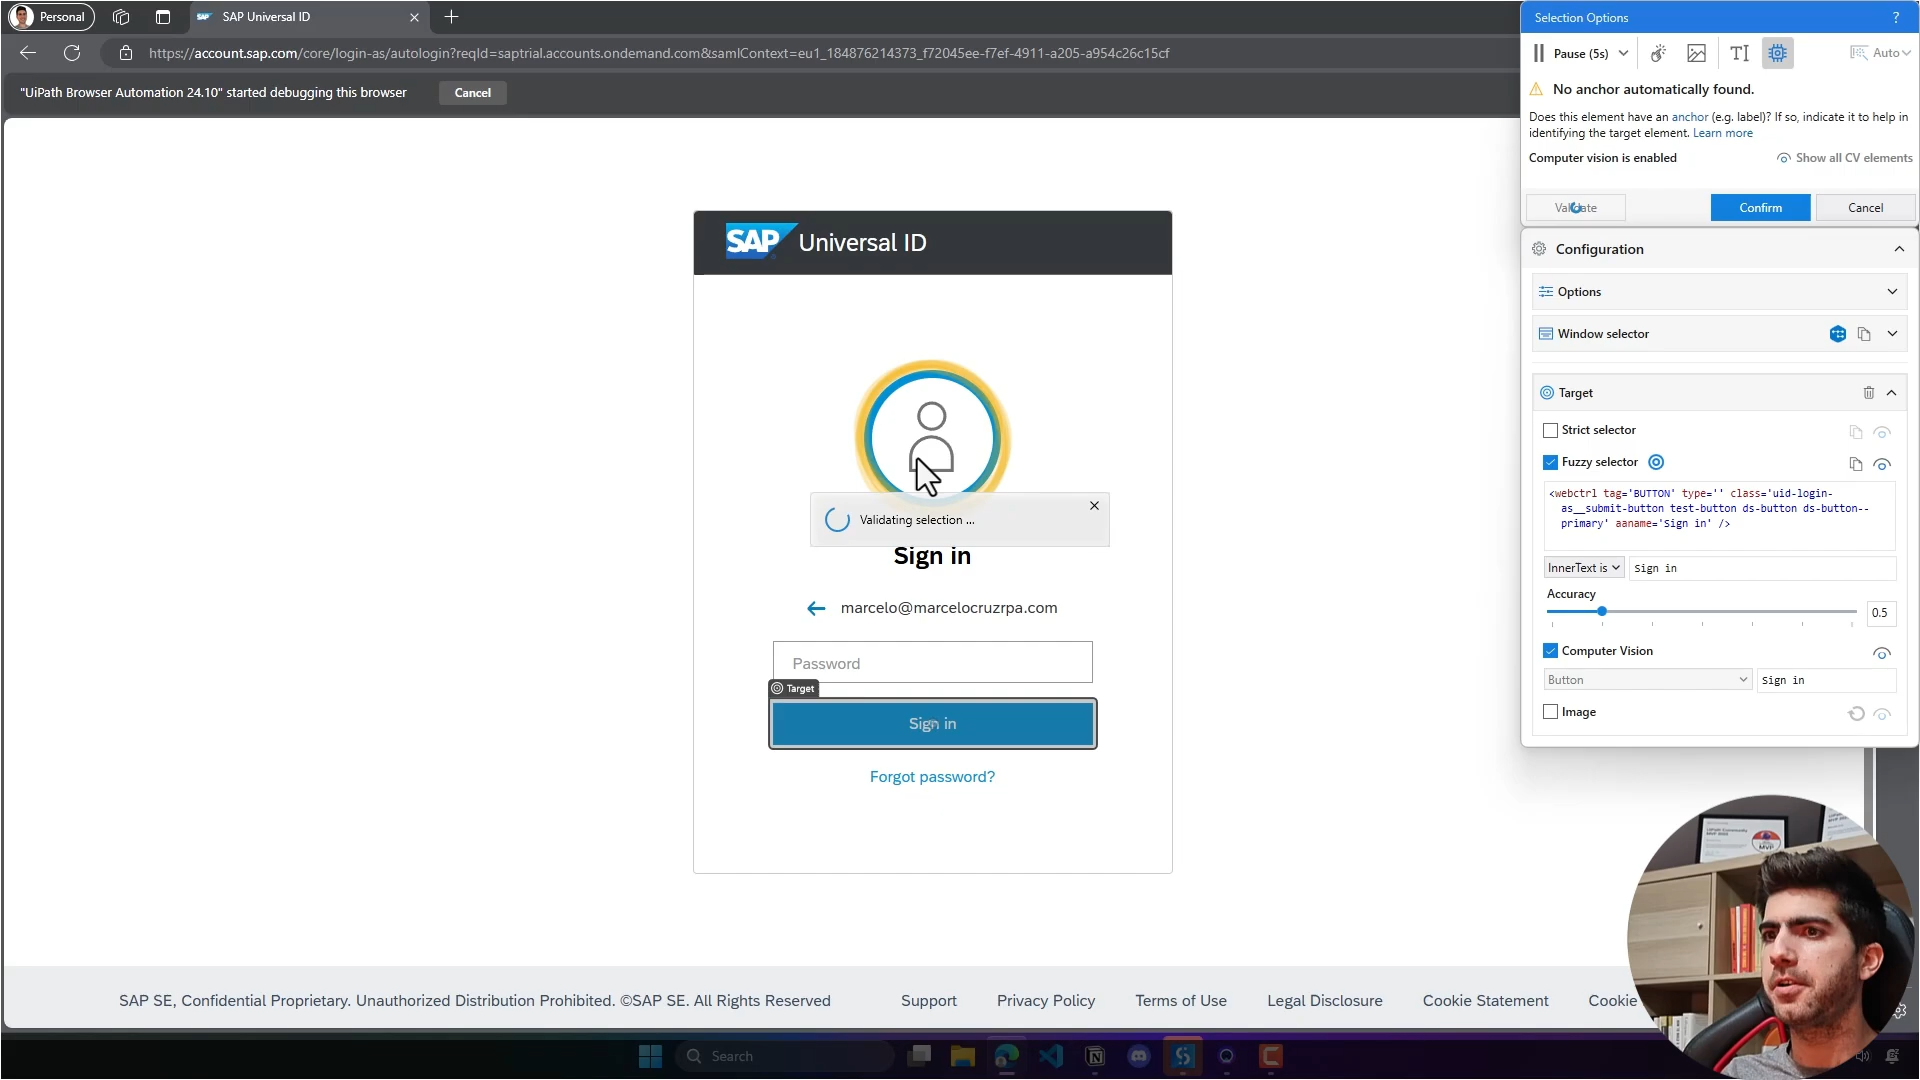 Personal
SAP Universal ID
https://account.sap.com/core/login-as/autologin?reqId=saptrial.accounts.ondemand.com&samlContext=eu1_184876214373_f72045ee-f7ef-4911-a205-a954c26c15cf
"UiPath Browser Automation 24.10" started debugging this browser
Cancel
Selection Options
?
Pause (5s)
Auto
No anchor automatically found.
Does this element have an anchor (e.g. label)? If so, indicate it to help in
identifying the target element. Learn more
Computer vision is enabled
Show all CV elements
Validate
Confirm
Cancel
Configuration
Options
Window selector
Target
Strict selector
Fuzzy selector
<webctrl tag='BUTTON' type='' class='uid-login-
as__submit-button test-button ds-button ds-button--
primary' aaname='Sign in' />
InnerText is
Sign in
Accuracy
0.5
Computer Vision
Button
Sign in
Image
SAP Universal ID
Validating selection ...
Sign in
marcelo@marcelocruzrpa.com
Password
Target
Sign in
Forgot password?
SAP SE, Confidential Proprietary. Unauthorized Distribution Prohibited. ©SAP SE. All Rights Reserved
Support
Privacy Policy
Terms of Use
Legal Disclosure
Cookie Statement
Cookie
Search